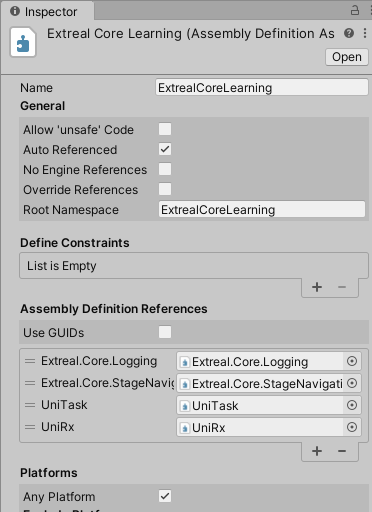 Inspector
Extreal Core Learning (Assembly Definition As
Open
Name ExtrealCoreLearning
General
Allow 'unsafe' Code
Auto Referenced
No Engine References
Override References
Root Namespace ExtrealCoreLearning
Define Constraints
List is Empty
Assembly Definition References
Use GUIDs
Extreal.Core.Logging Extreal.Core.Logging
Extreal.Core.StageNavig Extreal.Core.StageNavigati
UniTask UniTask
UniRx UniRx
Platforms
Any Platform